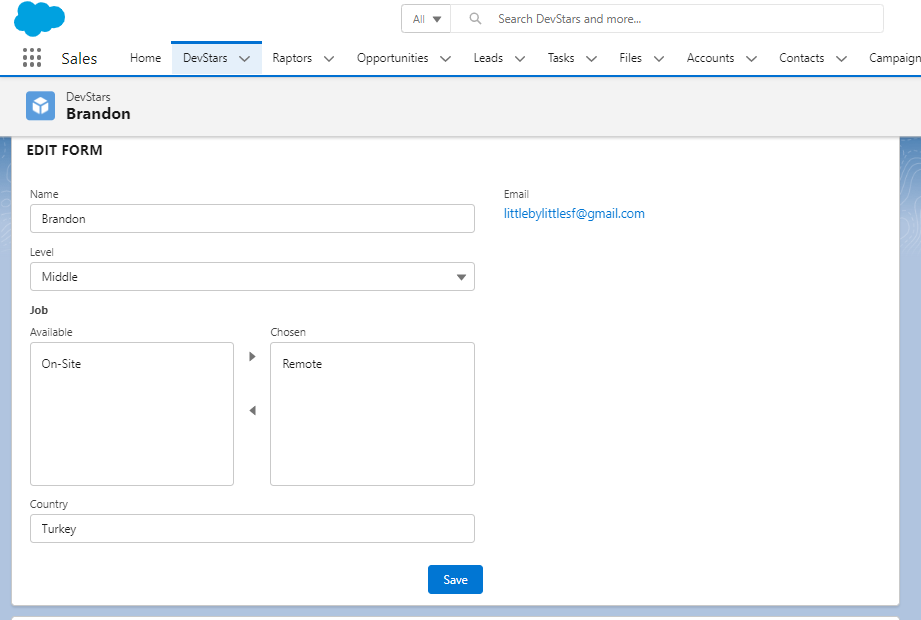 All
Search DevStars and more...
Sales Home DevStars Raptors Opportunities Leads Tasks Files Accounts Contacts Campaign
DevStars
Brandon
EDIT FORM
Name
Brandon
Email
littlebylittlesf@gmail.com
Level
Middle
Job
Available
On-Site
Chosen
Remote
Country
Turkey
Save